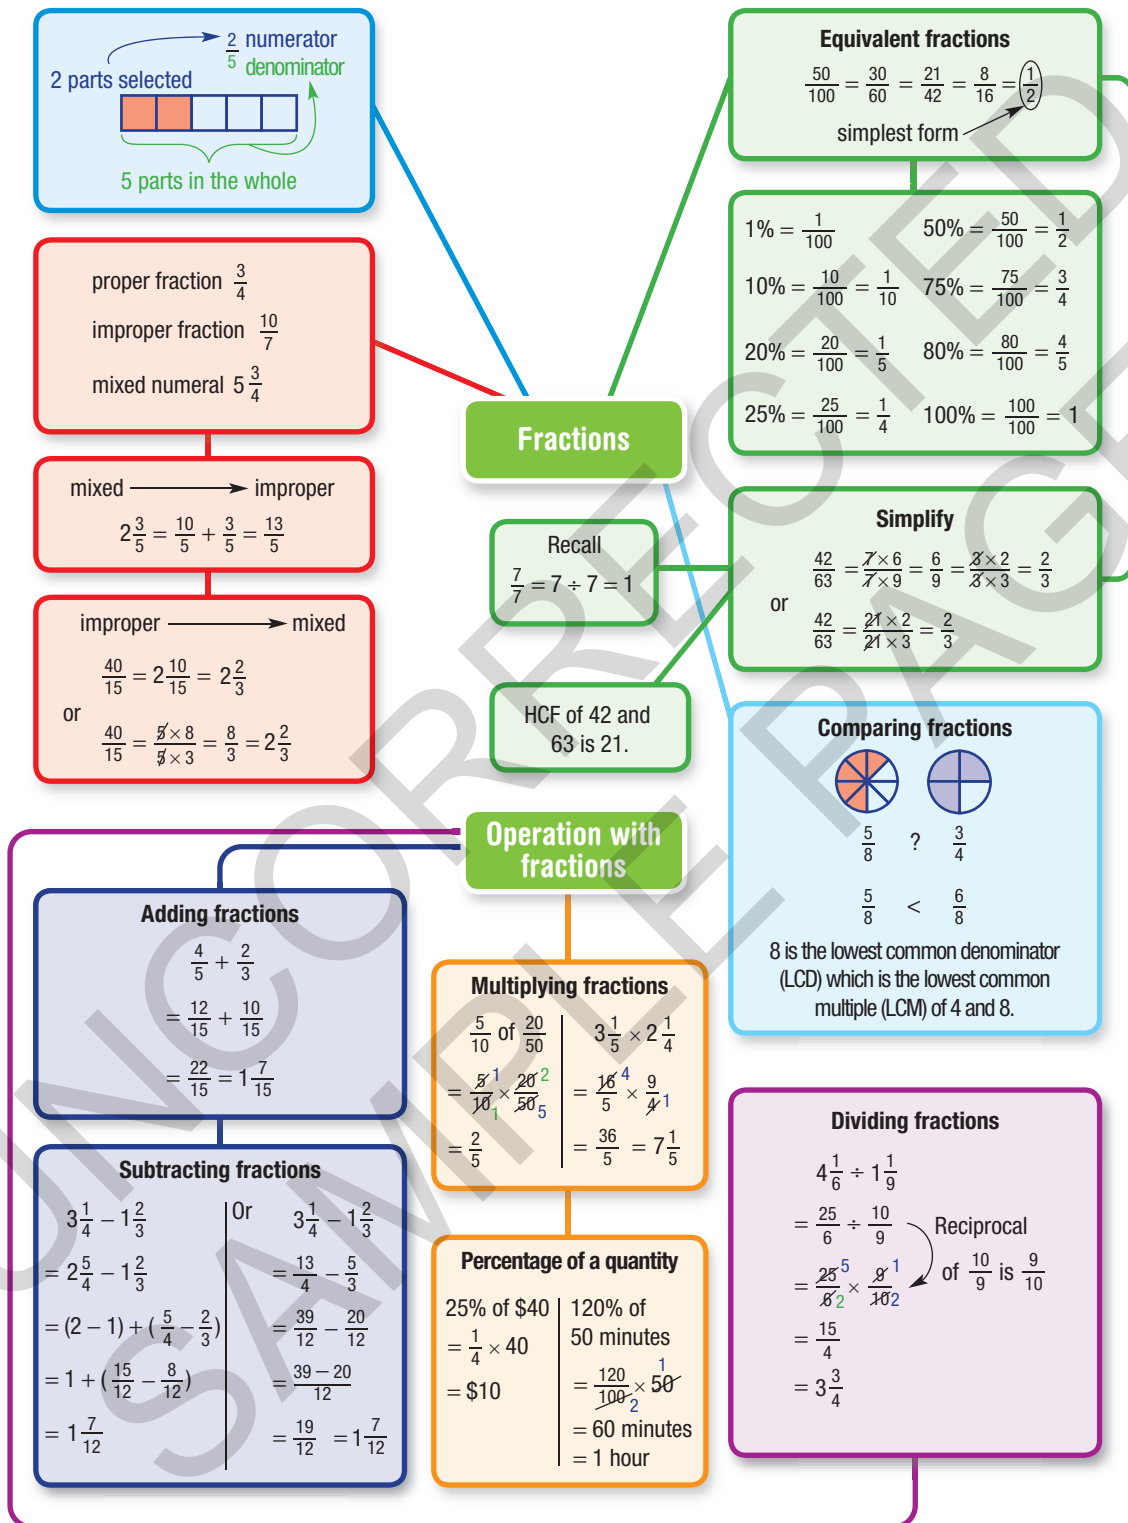 2/5 numerator
denominator
2 parts selected
5 parts in the whole
proper fraction 3/4
improper fraction 10/7
mixed numeral 5 3/4
mixed → improper
2 3/5 = 10/5 + 3/5 = 13/5
improper → mixed
40/15 = 2 10/15 = 2 2/3
or
40/15 = (5 × 8)/(5 × 3) = 8/3 = 2 2/3
Fractions
Equivalent fractions
50/100 = 30/60 = 21/42 = 8/16 = 1/2
simplest form
1% = 1/100 50% = 50/100 = 1/2
10% = 10/100 = 1/10 75% = 75/100 = 3/4
20% = 20/100 = 1/5 80% = 80/100 = 4/5
25% = 25/100 = 1/4 100% = 100/100 = 1
Recall
7/7 = 7 ÷ 7 = 1
Simplify
42/63 = (7 × 6)/(7 × 9) = 6/9 = (3 × 2)/(3 × 3) = 2/3
or
42/63 = (21 × 2)/(21 × 3) = 2/3
HCF of 42 and
63 is 21.
Comparing fractions
5/8 ? 3/4
5/8 < 6/8
8 is the lowest common denominator
(LCD) which is the lowest common
multiple (LCM) of 4 and 8.
Operation with
fractions
Adding fractions
4/5 + 2/3
= 12/15 + 10/15
= 22/15 = 1 7/15
Subtracting fractions
3 1/4 − 1 2/3
= 2 5/4 − 1 2/3
= (2 − 1) + (5/4 − 2/3)
= 1 + (15/12 − 8/12)
= 1 7/12
Or
3 1/4 − 1 2/3
= 13/4 − 5/3
= 39/12 − 20/12
= (39 − 20)/12
= 19/12 = 1 7/12
Multiplying fractions
5/10 of 20/50
= 5 1/10 1 × 20 2/50 5
= 2/5
3 1/5 × 2 1/4
= 16 4/5 × 9/4 1
= 36/5 = 7 1/5
Percentage of a quantity
25% of $40
= 1/4 × 40
= $10
120% of
50 minutes
= 120/100 2 × 50 1
= 60 minutes
= 1 hour
Dividing fractions
4 1/6 ÷ 1 1/9
= 25/6 ÷ 10/9
Reciprocal
of 10/9 is 9/10
= 25 5/6 2 × 9 1/10 2
= 15/4
= 3 3/4
UNCORRECTED
SAMPLE PAGE